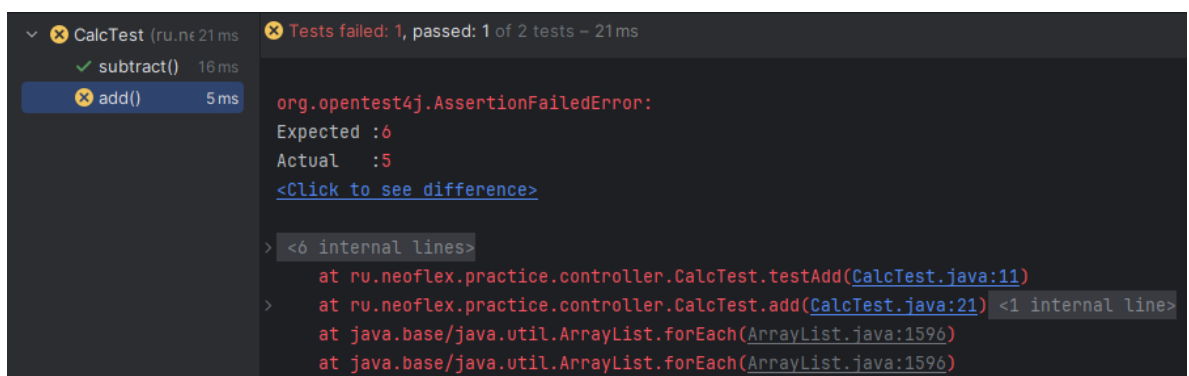 CalcTest (ru.ne 21 ms
subtract() 16 ms
add() 5 ms
Tests failed: 1, passed: 1 of 2 tests – 21 ms
org.opentest4j.AssertionFailedError:
Expected :6
Actual   :5
<Click to see difference>
<6 internal lines>
at ru.neoflex.practice.controller.CalcTest.testAdd(CalcTest.java:11)
at ru.neoflex.practice.controller.CalcTest.add(CalcTest.java:21) <1 internal line>
at java.base/java.util.ArrayList.forEach(ArrayList.java:1596)
at java.base/java.util.ArrayList.forEach(ArrayList.java:1596)